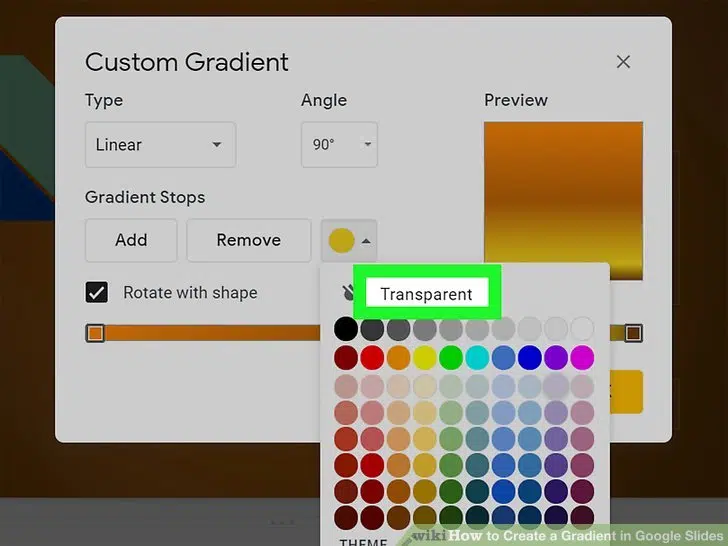 Custom Gradient
Type
Angle
Preview
Linear
90°
Gradient Stops
Add
Remove
Rotate with shape
Transparent
THEME
wikiHow to Create a Gradient in Google Slides